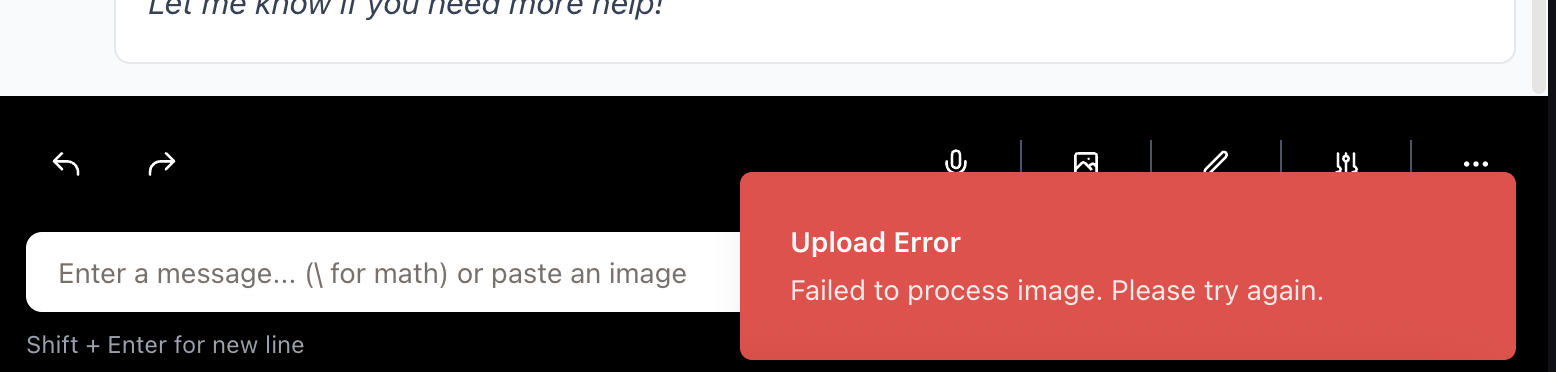 Let me know if you need more help!
Upload Error
Enter a message... (\ for math) or paste an image
Failed to process image. Please try again.
Shift + Enter for new line